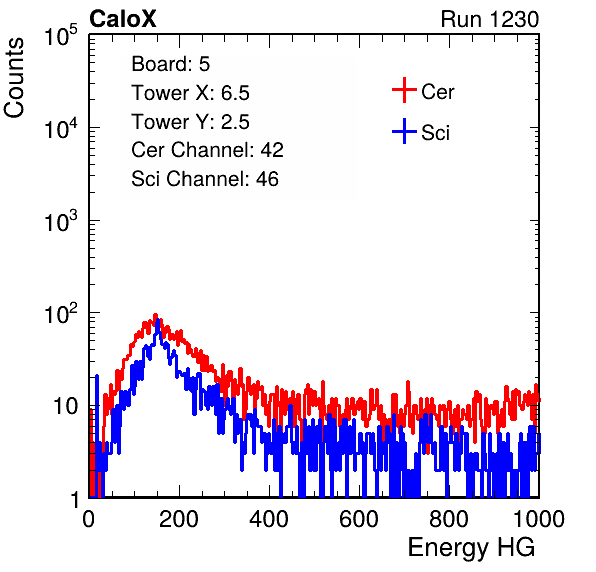 CaloX Run 1230
Counts
10^5
10^4
10^3
10^2
10
1
Board: 5
Tower X: 6.5
Tower Y: 2.5
Cer Channel: 42
Sci Channel: 46
Cer
Sci
0 200 400 600 800 1000
Energy HG